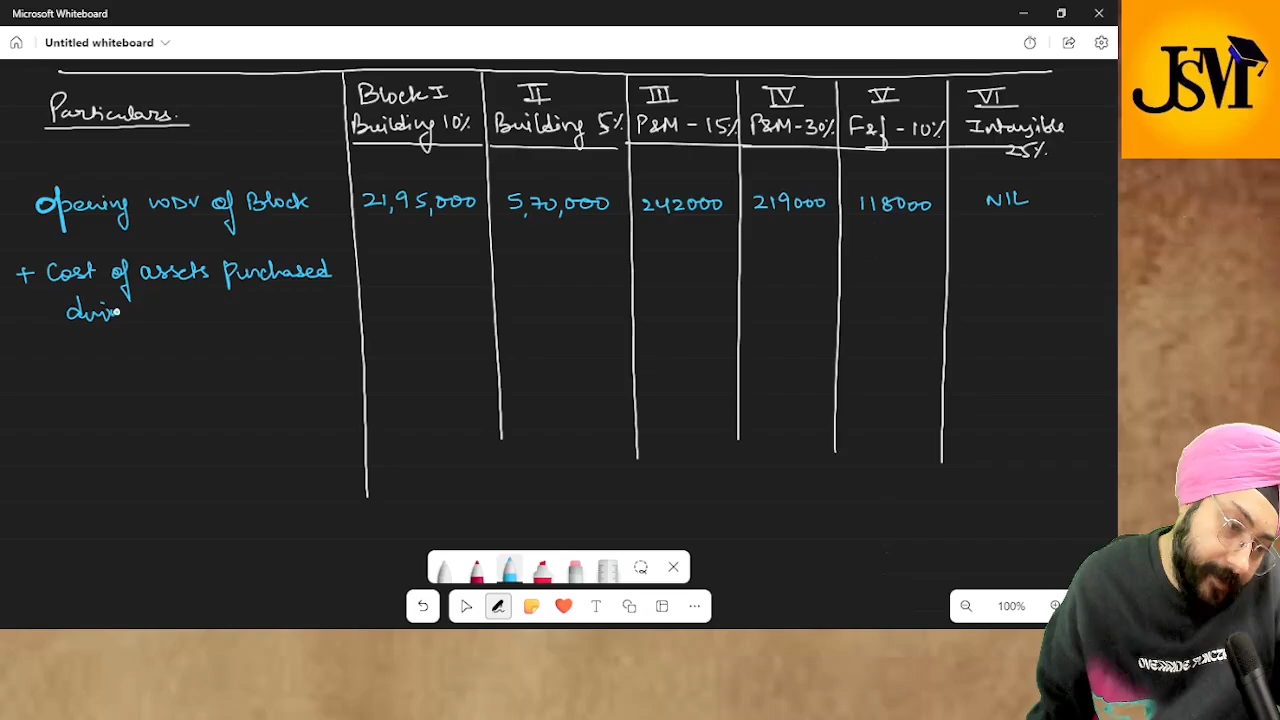 Microsoft Whiteboard
Untitled whiteboard
JSM
Particulars.
Block I
Building 10%
II
Building 5%
III
P&M - 15%
IV
P&M - 30%
V
F&f - 10%
VI
Intangible
25%
Opening WDV of Block
21,95,000
5,70,000
242000
219000
118000
NIL
+ Cost of assets purchased
100%